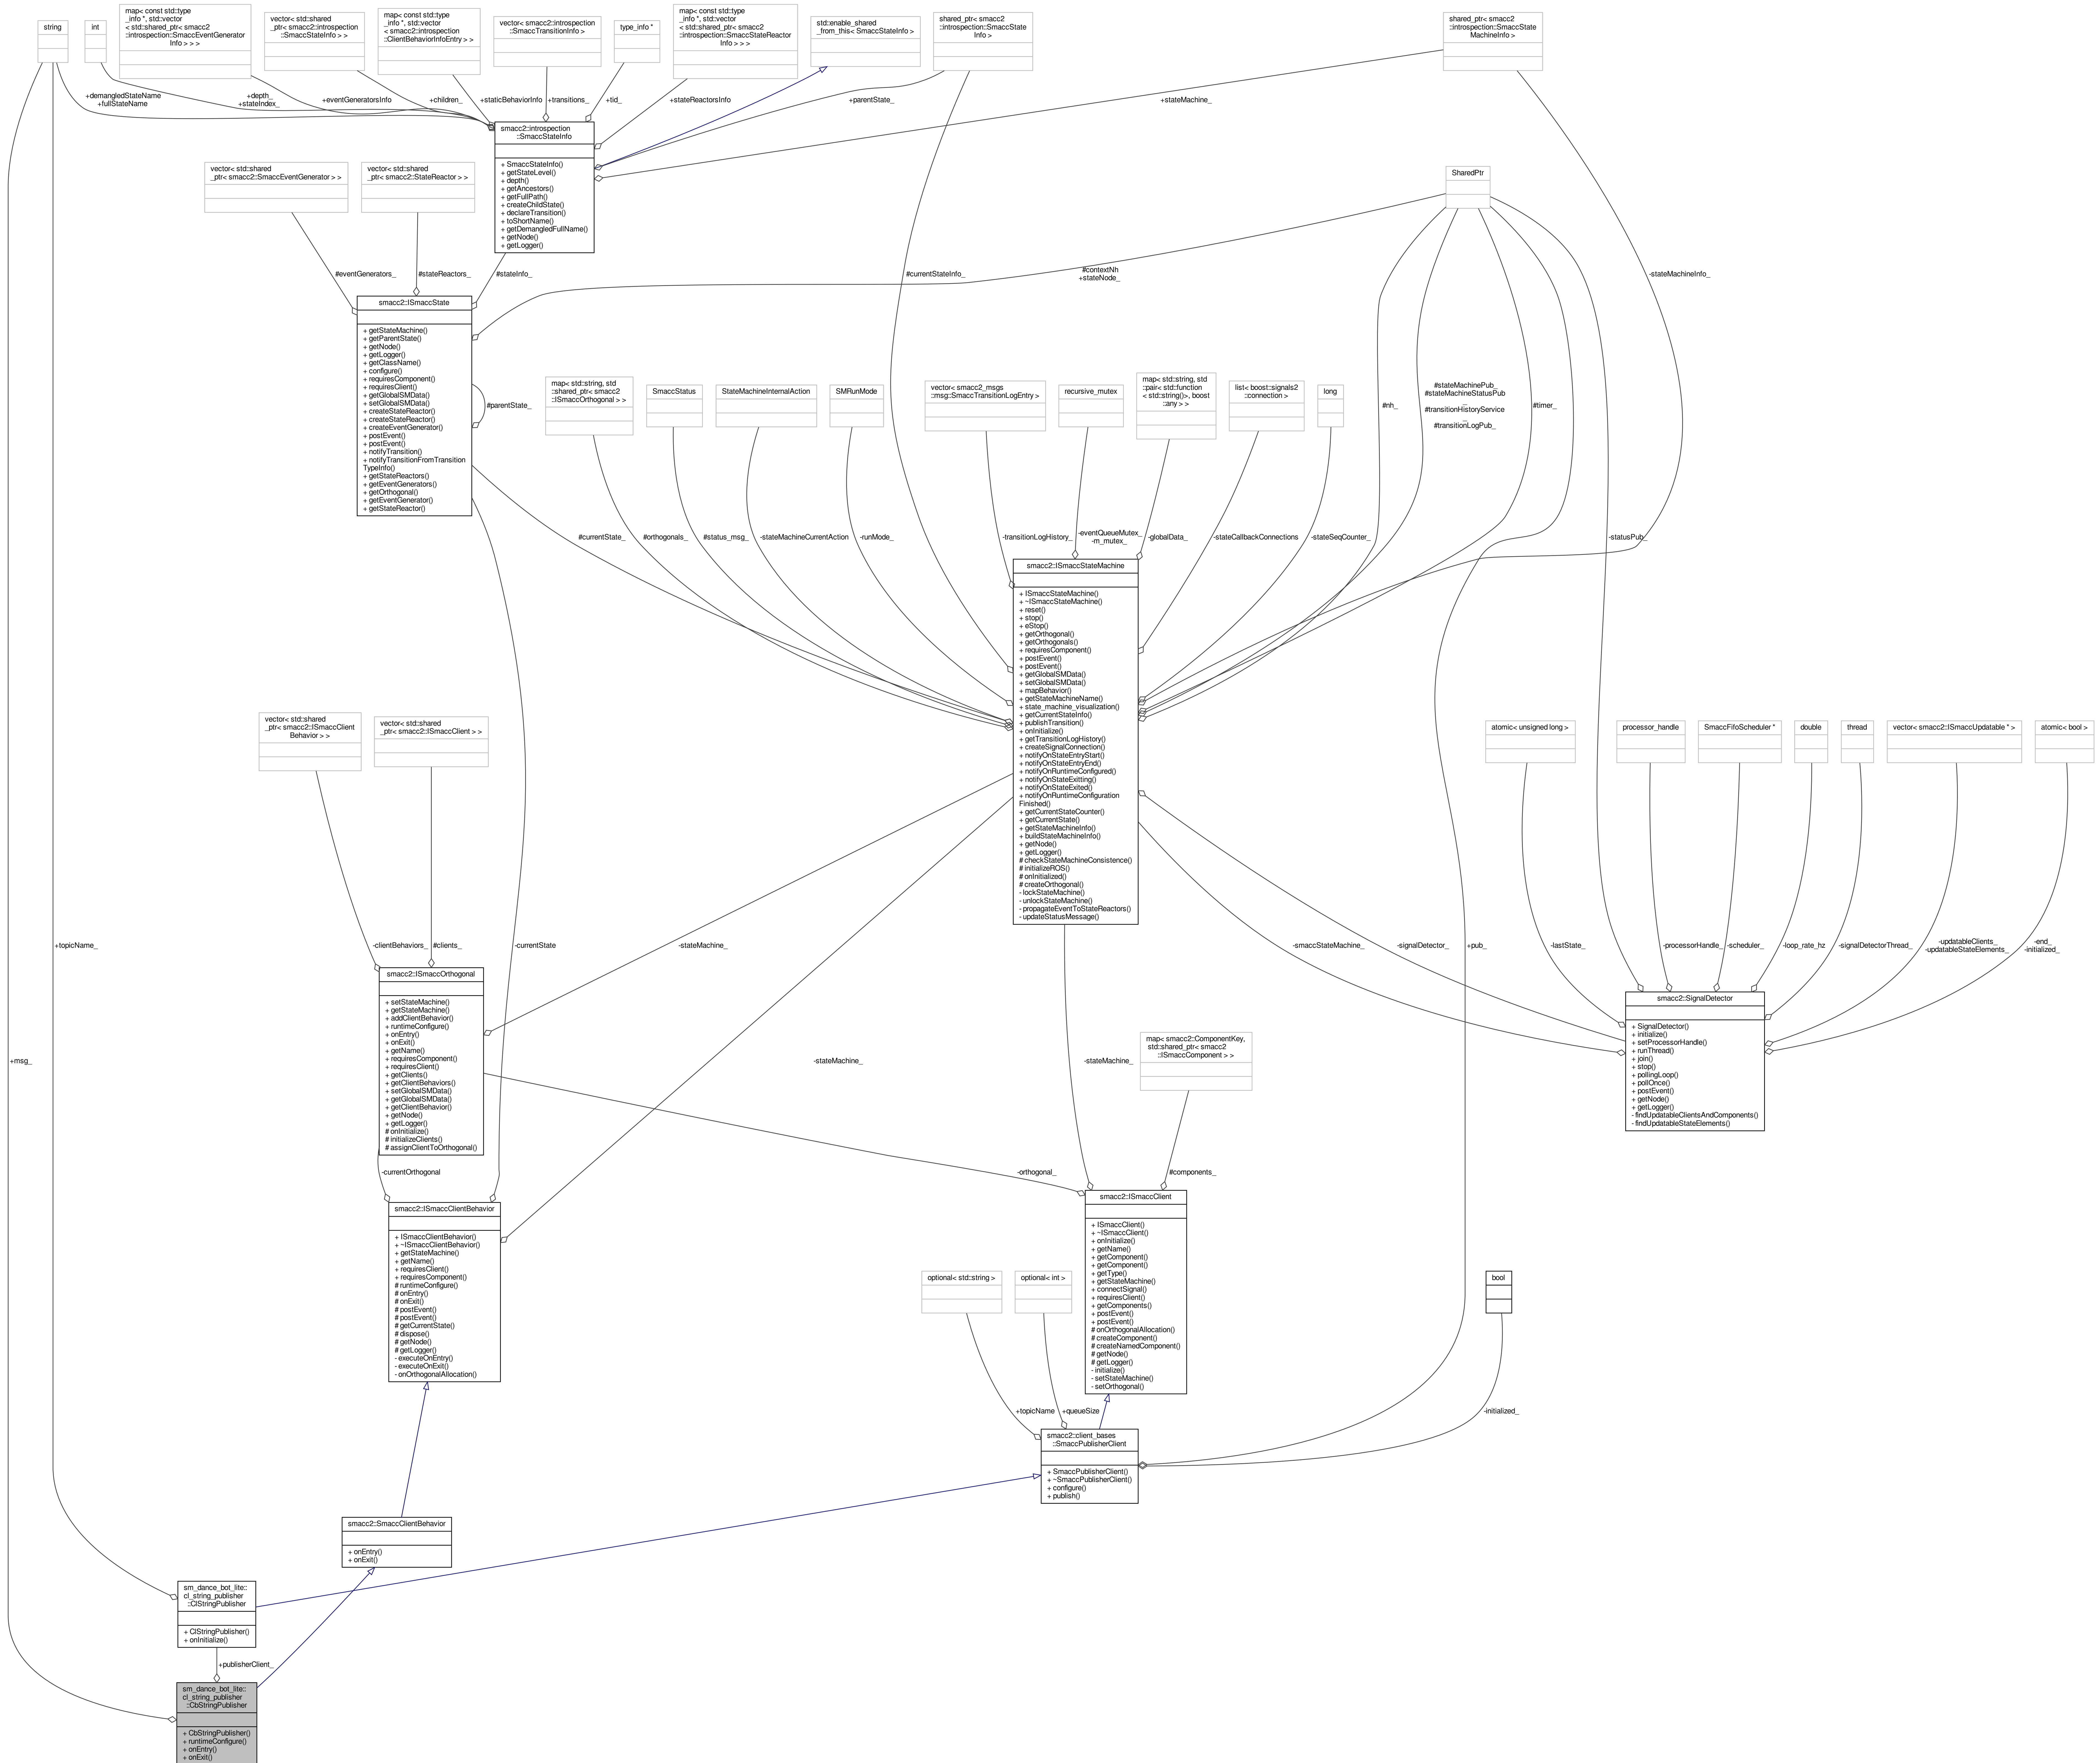 string
int
map< const std::type
_info *, std::vector
< std::shared_ptr< smacc2
::introspection::SmaccEventGenerator
Info > > >
vector< std::shared
_ptr< smacc2::introspection
::SmaccStateInfo > >
map< const std::type
_info *, std::vector
< smacc2::introspection
::ClientBehaviorInfoEntry > >
vector< smacc2::introspection
::SmaccTransitionInfo >
type_info *
map< const std::type
_info *, std::vector
< std::shared_ptr< smacc2
::introspection::SmaccStateReactor
Info > > >
std::enable_shared
_from_this< SmaccStateInfo >
shared_ptr< smacc2
::introspection::SmaccState
Info >
shared_ptr< smacc2
::introspection::SmaccState
MachineInfo >
+demangledStateName
+fullStateName
+depth_
+stateIndex_
+eventGeneratorsInfo
+children_
+staticBehaviorInfo
+transitions_
+tid_
+stateReactorsInfo
+parentState_
+stateMachine_
smacc2::introspection
::SmaccStateInfo
+ SmaccStateInfo()
+ getStateLevel()
+ depth()
+ getAncestors()
+ getFullPath()
+ createChildState()
+ declareTransition()
+ toShortName()
+ getDemangledFullName()
+ getNode()
+ getLogger()
vector< std::shared
_ptr< smacc2::SmaccEventGenerator > >
vector< std::shared
_ptr< smacc2::StateReactor > >
SharedPtr
#eventGenerators_
#stateReactors_
#stateInfo_
#currentStateInfo_
#contextNh
+stateNode_
-stateMachineInfo_
smacc2::ISmaccState
+ getStateMachine()
+ getParentState()
+ getNode()
+ getLogger()
+ getClassName()
+ configure()
+ requiresComponent()
+ requiresClient()
+ getGlobalSMData()
+ setGlobalSMData()
+ createStateReactor()
+ createStateReactor()
+ createEventGenerator()
+ postEvent()
+ postEvent()
+ notifyTransition()
+ notifyTransitionFromTransition
TypeInfo()
+ getStateReactors()
+ getEventGenerators()
+ getOrthogonal()
+ getEventGenerator()
+ getStateReactor()
#parentState_
map< std::string, std
::shared_ptr< smacc2
::ISmaccOrthogonal > >
SmaccStatus
StateMachineInternalAction
SMRunMode
vector< smacc2_msgs
::msg::SmaccTransitionLogEntry >
recursive_mutex
map< std::string, std
::pair< std::function
< std::string()>, boost
::any > >
list< boost::signals2
::connection >
long
#nh_
#stateMachinePub_
#stateMachineStatusPub
_
#transitionHistoryService
_
#transitionLogPub_
#timer_
#currentState_
#orthogonals_
#status_msg_
-stateMachineCurrentAction
-runMode_
-transitionLogHistory_
-eventQueueMutex_
-m_mutex_
-globalData_
-stateCallbackConnections
-stateSeqCounter_
-statusPub_
smacc2::ISmaccStateMachine
+ ISmaccStateMachine()
+ ~ISmaccStateMachine()
+ reset()
+ stop()
+ eStop()
+ getOrthogonal()
+ getOrthogonals()
+ requiresComponent()
+ postEvent()
+ postEvent()
+ getGlobalSMData()
+ setGlobalSMData()
+ mapBehavior()
+ getStateMachineName()
+ state_machine_visualization()
+ getCurrentStateInfo()
+ publishTransition()
+ onInitialize()
+ getTransitionLogHistory()
+ createSignalConnection()
+ notifyOnStateEntryStart()
+ notifyOnStateEntryEnd()
+ notifyOnRuntimeConfigured()
+ notifyOnStateExitting()
+ notifyOnStateExited()
+ notifyOnRuntimeConfiguration
Finished()
+ getCurrentStateCounter()
+ getCurrentState()
+ getStateMachineInfo()
+ buildStateMachineInfo()
+ getNode()
+ getLogger()
# checkStateMachineConsistence()
# initializeROS()
# onInitialized()
# createOrthogonal()
- lockStateMachine()
- unlockStateMachine()
- propagateEventToStateReactors()
- updateStatusMessage()
vector< std::shared
_ptr< smacc2::ISmaccClient
Behavior > >
vector< std::shared
_ptr< smacc2::ISmaccClient > >
atomic< unsigned long >
processor_handle
SmaccFifoScheduler *
double
thread
vector< smacc2::ISmaccUpdatable * >
atomic< bool >
+topicName_
-clientBehaviors_
#clients_
-currentState
-stateMachine_
-smaccStateMachine_
-signalDetector_
+pub_
-lastState_
-processorHandle_
-scheduler_
-loop_rate_hz
-signalDetectorThread_
-updatableClients_
-updatableStateElements_
-end_
-initialized_
smacc2::ISmaccOrthogonal
+ setStateMachine()
+ getStateMachine()
+ addClientBehavior()
+ runtimeConfigure()
+ onEntry()
+ onExit()
+ getName()
+ requiresComponent()
+ requiresClient()
+ getClients()
+ getClientBehaviors()
+ setGlobalSMData()
+ getGlobalSMData()
+ getClientBehavior()
+ getNode()
+ getLogger()
# onInitialize()
# initializeClients()
# assignClientToOrthogonal()
smacc2::SignalDetector
+ SignalDetector()
+ initialize()
+ setProcessorHandle()
+ runThread()
+ join()
+ stop()
+ pollingLoop()
+ pollOnce()
+ postEvent()
+ getNode()
+ getLogger()
- findUpdatableClientsAndComponents()
- findUpdatableStateElements()
+msg_
-stateMachine_
-stateMachine_
map< smacc2::ComponentKey,
std::shared_ptr< smacc2
::ISmaccComponent > >
-currentOrthogonal
-orthogonal_
#components_
smacc2::ISmaccClientBehavior
+ ISmaccClientBehavior()
+ ~ISmaccClientBehavior()
+ getStateMachine()
+ getName()
+ requiresClient()
+ requiresComponent()
# runtimeConfigure()
# onEntry()
# onExit()
# postEvent()
# postEvent()
# getCurrentState()
# dispose()
# getNode()
# getLogger()
- executeOnEntry()
- executeOnExit()
- onOrthogonalAllocation()
smacc2::ISmaccClient
+ ISmaccClient()
+ ~ISmaccClient()
+ onInitialize()
+ getName()
+ getComponent()
+ getComponent()
+ getType()
+ getStateMachine()
+ connectSignal()
+ requiresClient()
+ getComponents()
+ postEvent()
+ postEvent()
# onOrthogonalAllocation()
# createComponent()
# createNamedComponent()
# getNode()
# getLogger()
- initialize()
- setStateMachine()
- setOrthogonal()
optional< std::string >
optional< int >
bool
+topicName
+queueSize
-initialized_
smacc2::client_bases
::SmaccPublisherClient
+ SmaccPublisherClient()
+ ~SmaccPublisherClient()
+ configure()
+ publish()
smacc2::SmaccClientBehavior
+ onEntry()
+ onExit()
sm_dance_bot_lite::
cl_string_publisher
::ClStringPublisher
+ ClStringPublisher()
+ onInitialize()
+publisherClient_
sm_dance_bot_lite::
cl_string_publisher
::CbStringPublisher
+ CbStringPublisher()
+ runtimeConfigure()
+ onEntry()
+ onExit()